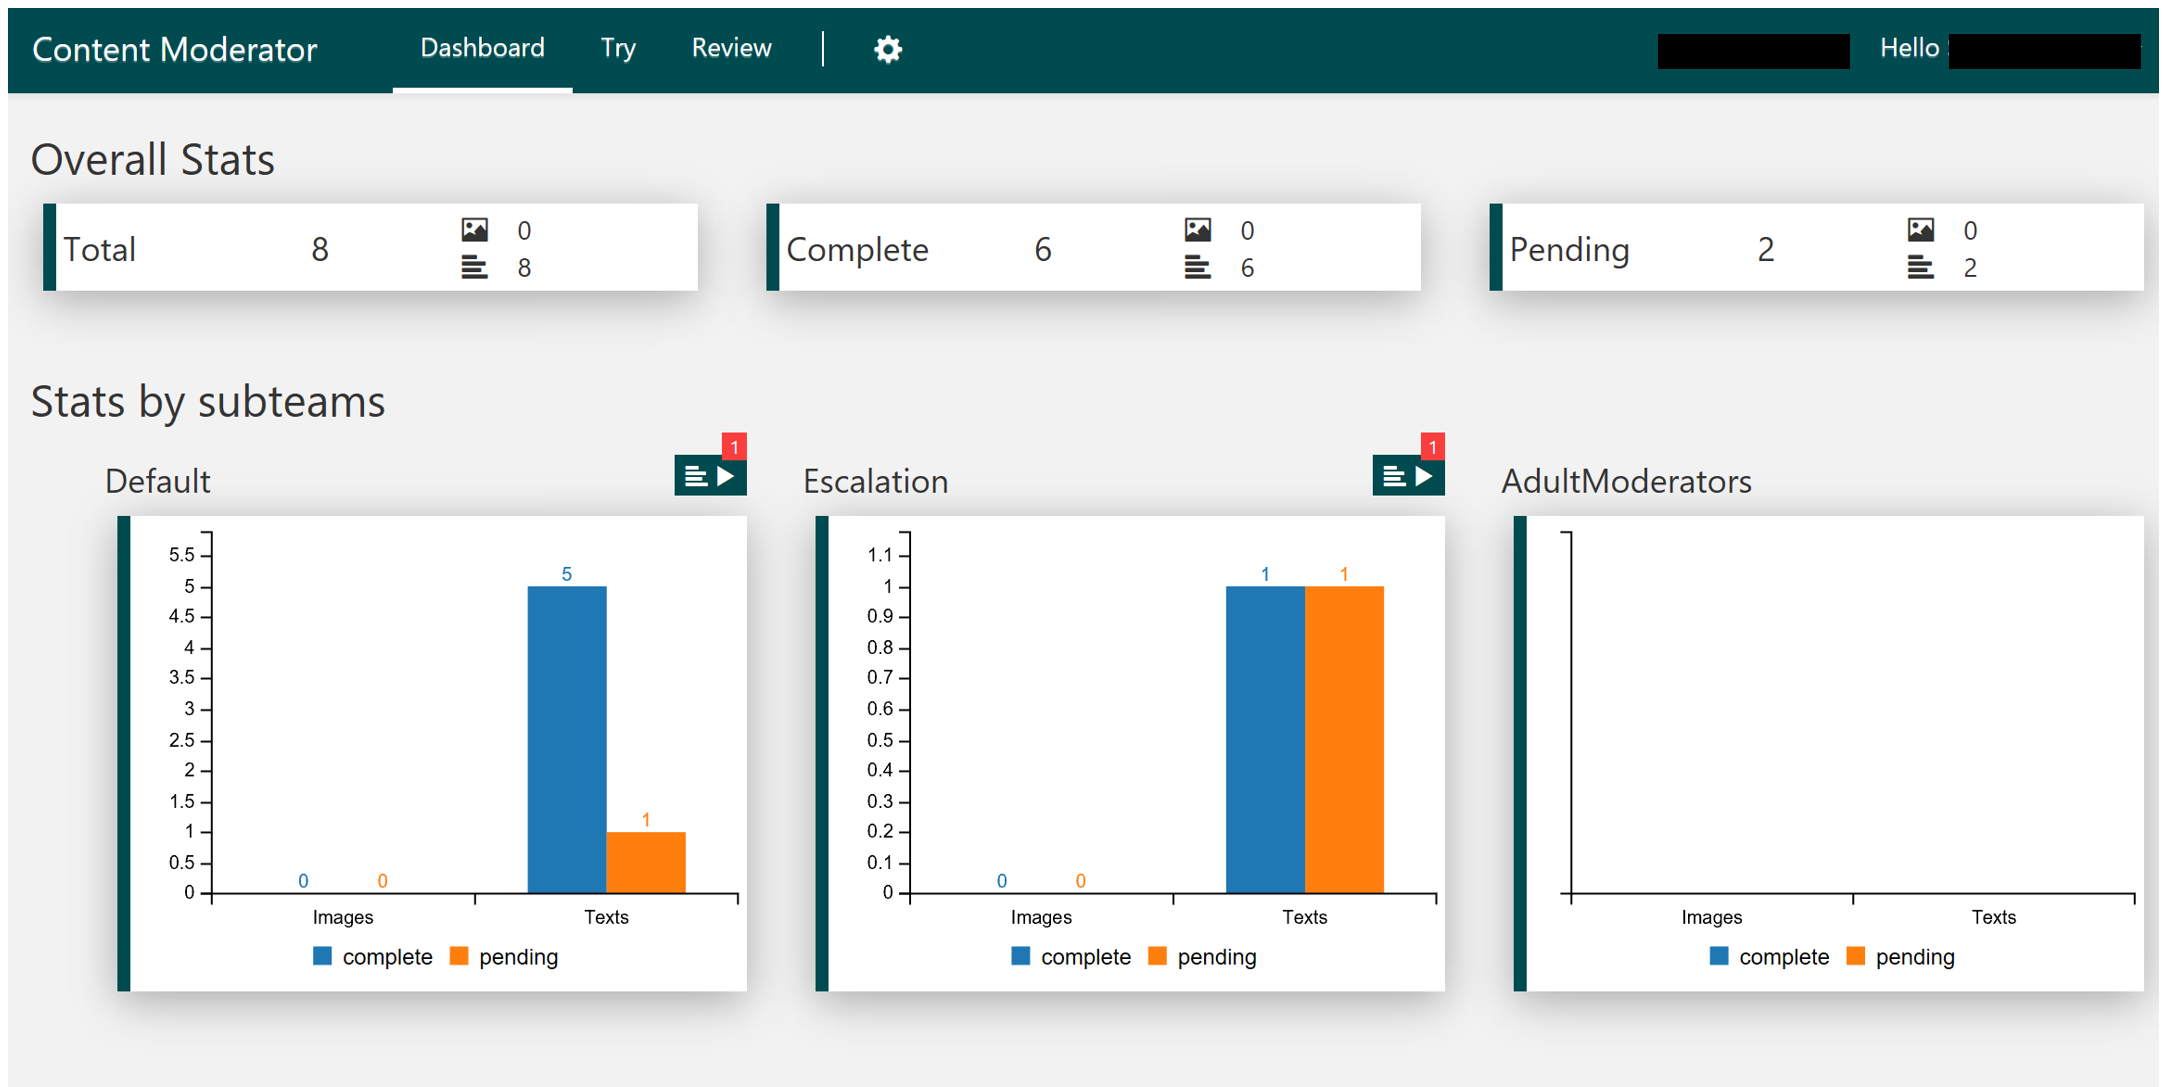 Content Moderator Dashboard Try Review Hello
Overall Stats
Total 8 0 8
Complete 6 0 6
Pending 2 0 2
Stats by subteams
Default 1
5.5
5
4.5
4
3.5
3
2.5
2
1.5
1
0.5
0
5
1
0 0
Images Texts
complete pending
Escalation 1
1.1
1
0.9
0.8
0.7
0.6
0.5
0.4
0.3
0.2
0.1
0
1 1
0 0
Images Texts
complete pending
AdultModerators
Images Texts
complete pending